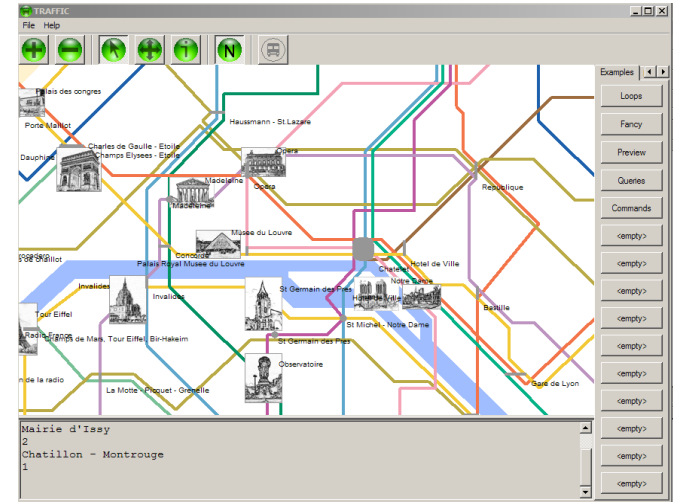 TRAFFIC
File Help
N
Examples
Palais des congres
Loops
Porte Maillot
Haussmann - St.Lazare
Fancy
Charles de Gaulle - Etoile
Champs Elysees - Etoile
Dauphine
Opera
Preview
Madeleine
Opera
Republique
Queries
Madeleine
Commands
Musee du Louvre
<empty>
Concorde
Palais Royal Musee du Louvre
Hotel de Ville
Chatelet
<empty>
Invalides
Invalides
St Germain des Pres
Notre Dame
Hotel de Ville
<empty>
Bastille
Tour Eiffel
<empty>
St Michel - Notre Dame
Radio France
Champs de Mars, Tour Eiffel, Bir-Hakeim
St Germain des Pres
<empty>
Observatoire
<empty>
n de la radio
La Motte - Picquet - Grenelle
Gare de Lyon
<empty>
<empty>
Mairie d'Issy
2
<empty>
Chatillon - Montrouge
1
<empty>